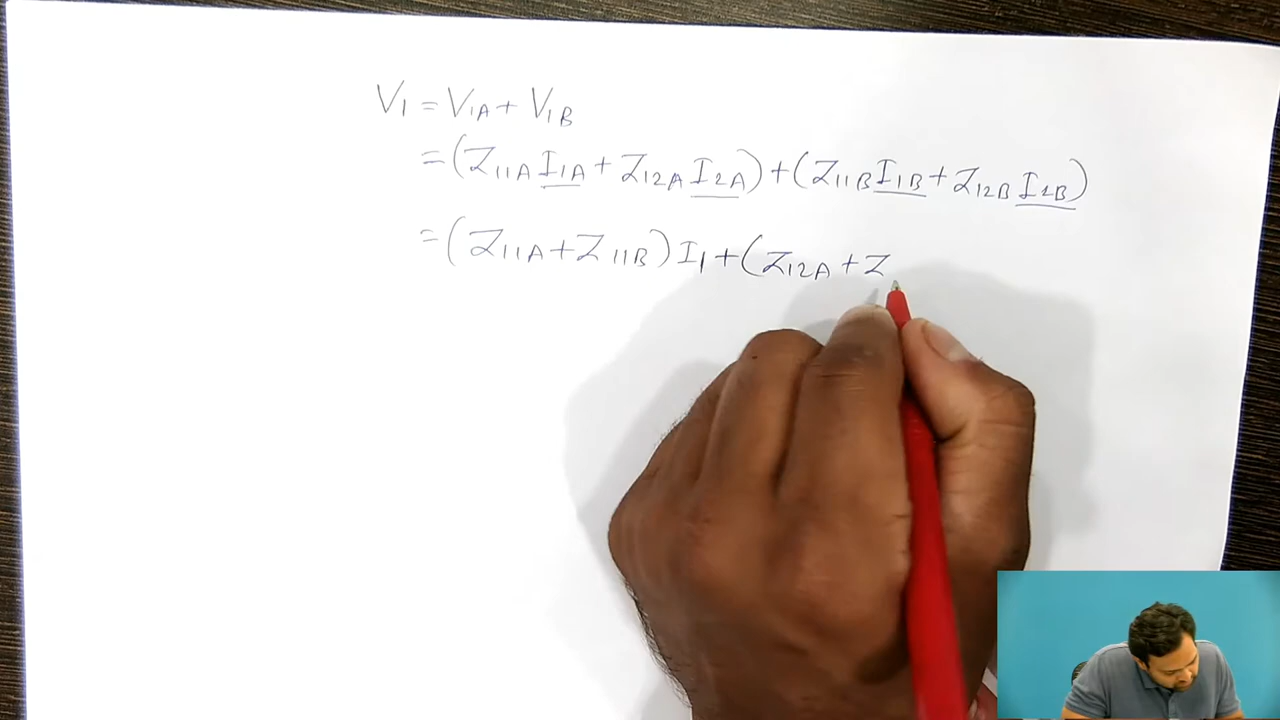 V1 = V1A + V1B
= (Z11A I1A + Z12A I2A) + (Z11B I1B + Z12B I2B)
= (Z11A + Z11B) I1 + (Z12A + Z